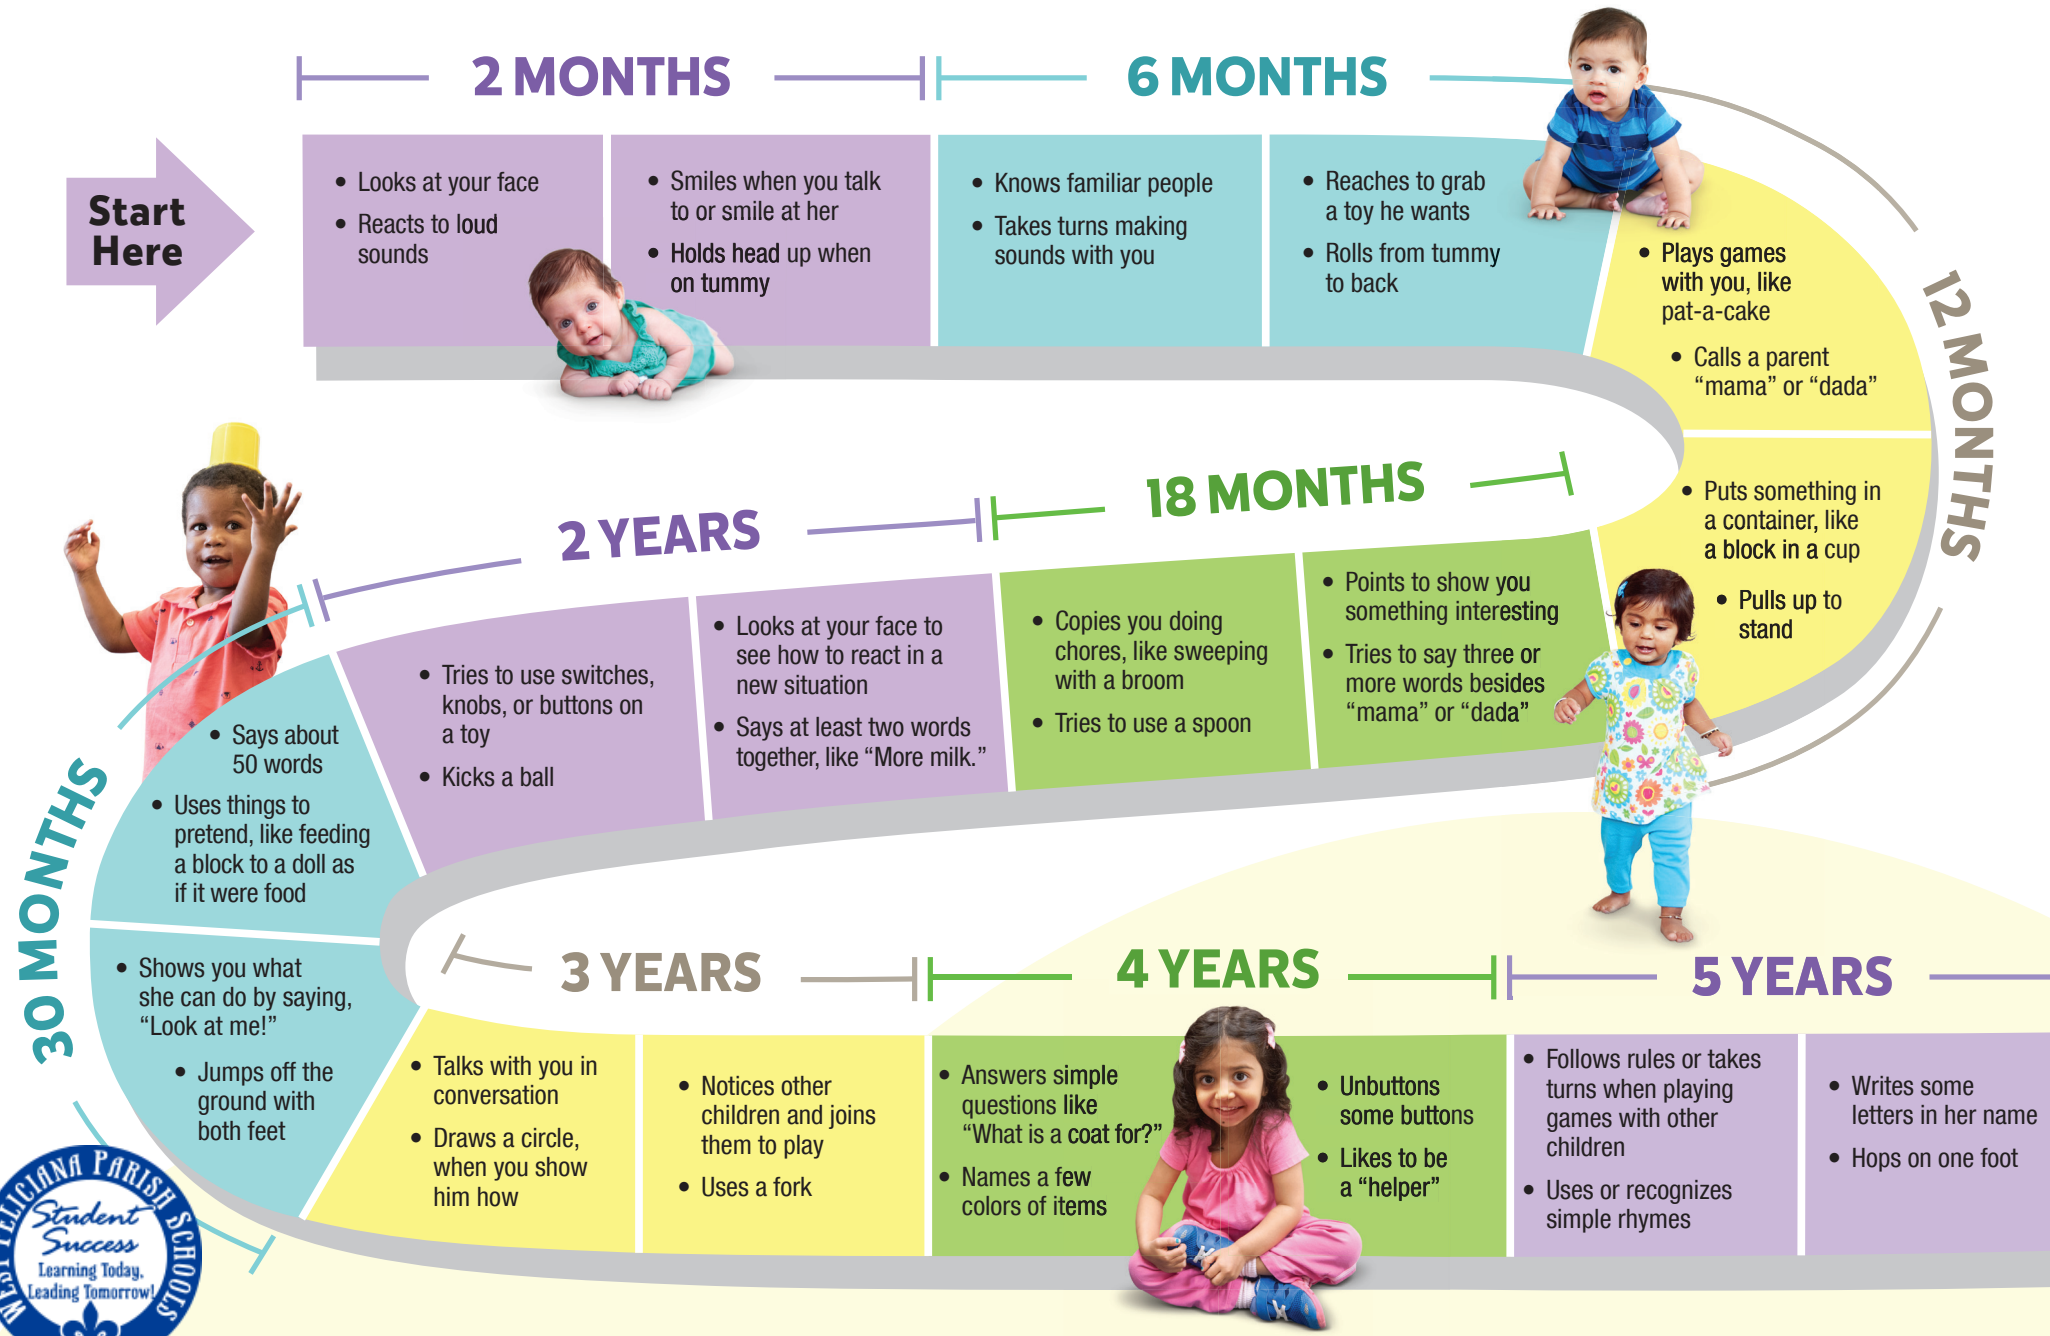 Start
Here
2 MONTHS
• Looks at your face
• Reacts to loud
sounds
• Smiles when you talk
to or smile at her
• Holds head up when
on tummy
6 MONTHS
• Knows familiar people
• Takes turns making
sounds with you
• Reaches to grab
a toy he wants
• Rolls from tummy
to back
12 MONTHS
• Plays games
with you, like
pat-a-cake
• Calls a parent
“mama” or “dada”
• Puts something in
a container, like
a block in a cup
• Pulls up to
stand
18 MONTHS
• Points to show you
something interesting
• Tries to say three or
more words besides
“mama” or “dada”
• Copies you doing
chores, like sweeping
with a broom
• Tries to use a spoon
2 YEARS
• Looks at your face to
see how to react in a
new situation
• Says at least two words
together, like “More milk.”
• Tries to use switches,
knobs, or buttons on
a toy
• Kicks a ball
30 MONTHS
• Says about
50 words
• Uses things to
pretend, like feeding
a block to a doll as
if it were food
• Shows you what
she can do by saying,
“Look at me!”
• Jumps off the
ground with
both feet
3 YEARS
• Talks with you in
conversation
• Draws a circle,
when you show
him how
• Notices other
children and joins
them to play
• Uses a fork
4 YEARS
• Answers simple
questions like
“What is a coat for?”
• Names a few
colors of items
• Unbuttons
some buttons
• Likes to be
a “helper”
5 YEARS
• Follows rules or takes
turns when playing
games with other
children
• Uses or recognizes
simple rhymes
• Writes some
letters in her name
• Hops on one foot
WEST FELICIANA PARISH SCHOOLS
Student
Success
Learning Today,
Leading Tomorrow!